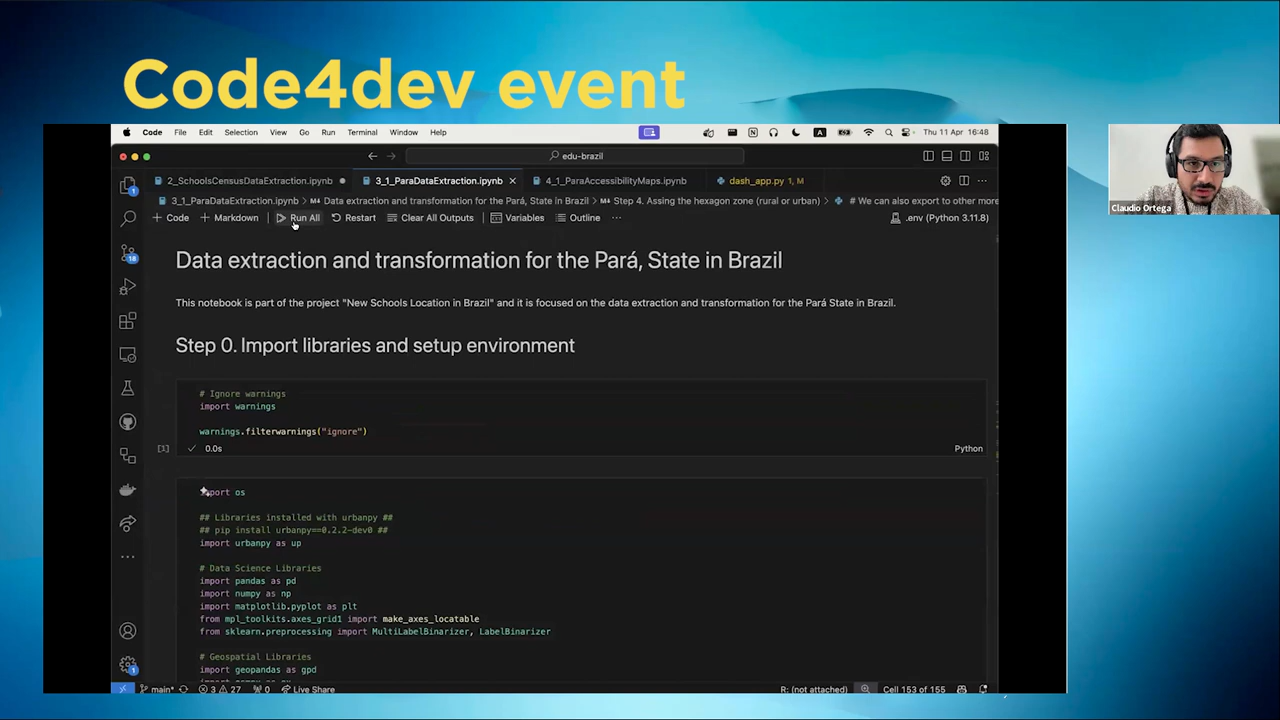 Code4dev event
Code File Edit Selection View Go Run Terminal Window Help
A
Thu 11 Apr 16:48
edu-brazil
2_SchoolsCensusDataExtraction.ipynb
3_1_ParaDataExtraction.ipynb
4_1_ParaAccessibilityMaps.ipynb
dash_app.py 1, M
3_1_ParaDataExtraction.ipynb > Data extraction and transformation for the Pará, State in Brazil > Step 4. Assing the hexagon zone (rural or urban) > # We can also export to other more
+ Code + Markdown Run All Restart Clear All Outputs Variables Outline ... .env (Python 3.11.8)
Data extraction and transformation for the Pará, State in Brazil
This notebook is part of the project "New Schools Location in Brazil" and it is focused on the data extraction and transformation for the Pará State in Brazil.
Step 0. Import libraries and setup environment
# Ignore warnings
import warnings
warnings.filterwarnings("ignore")
[1] 0.0s Python
import os
## Libraries installed with urbanpy ##
## pip install urbanpy==0.2.2-dev0 ##
import urbanpy as up
# Data Science Libraries
import pandas as pd
import numpy as np
import matplotlib.pyplot as plt
from mpl_toolkits.axes_grid1 import make_axes_locatable
from sklearn.preprocessing import MultiLabelBinarizer, LabelBinarizer
# Geospatial Libraries
import geopandas as gpd
main* 3 27 0 Live Share R: (not attached) Cell 153 of 155
1
18
1
Claudio Ortega